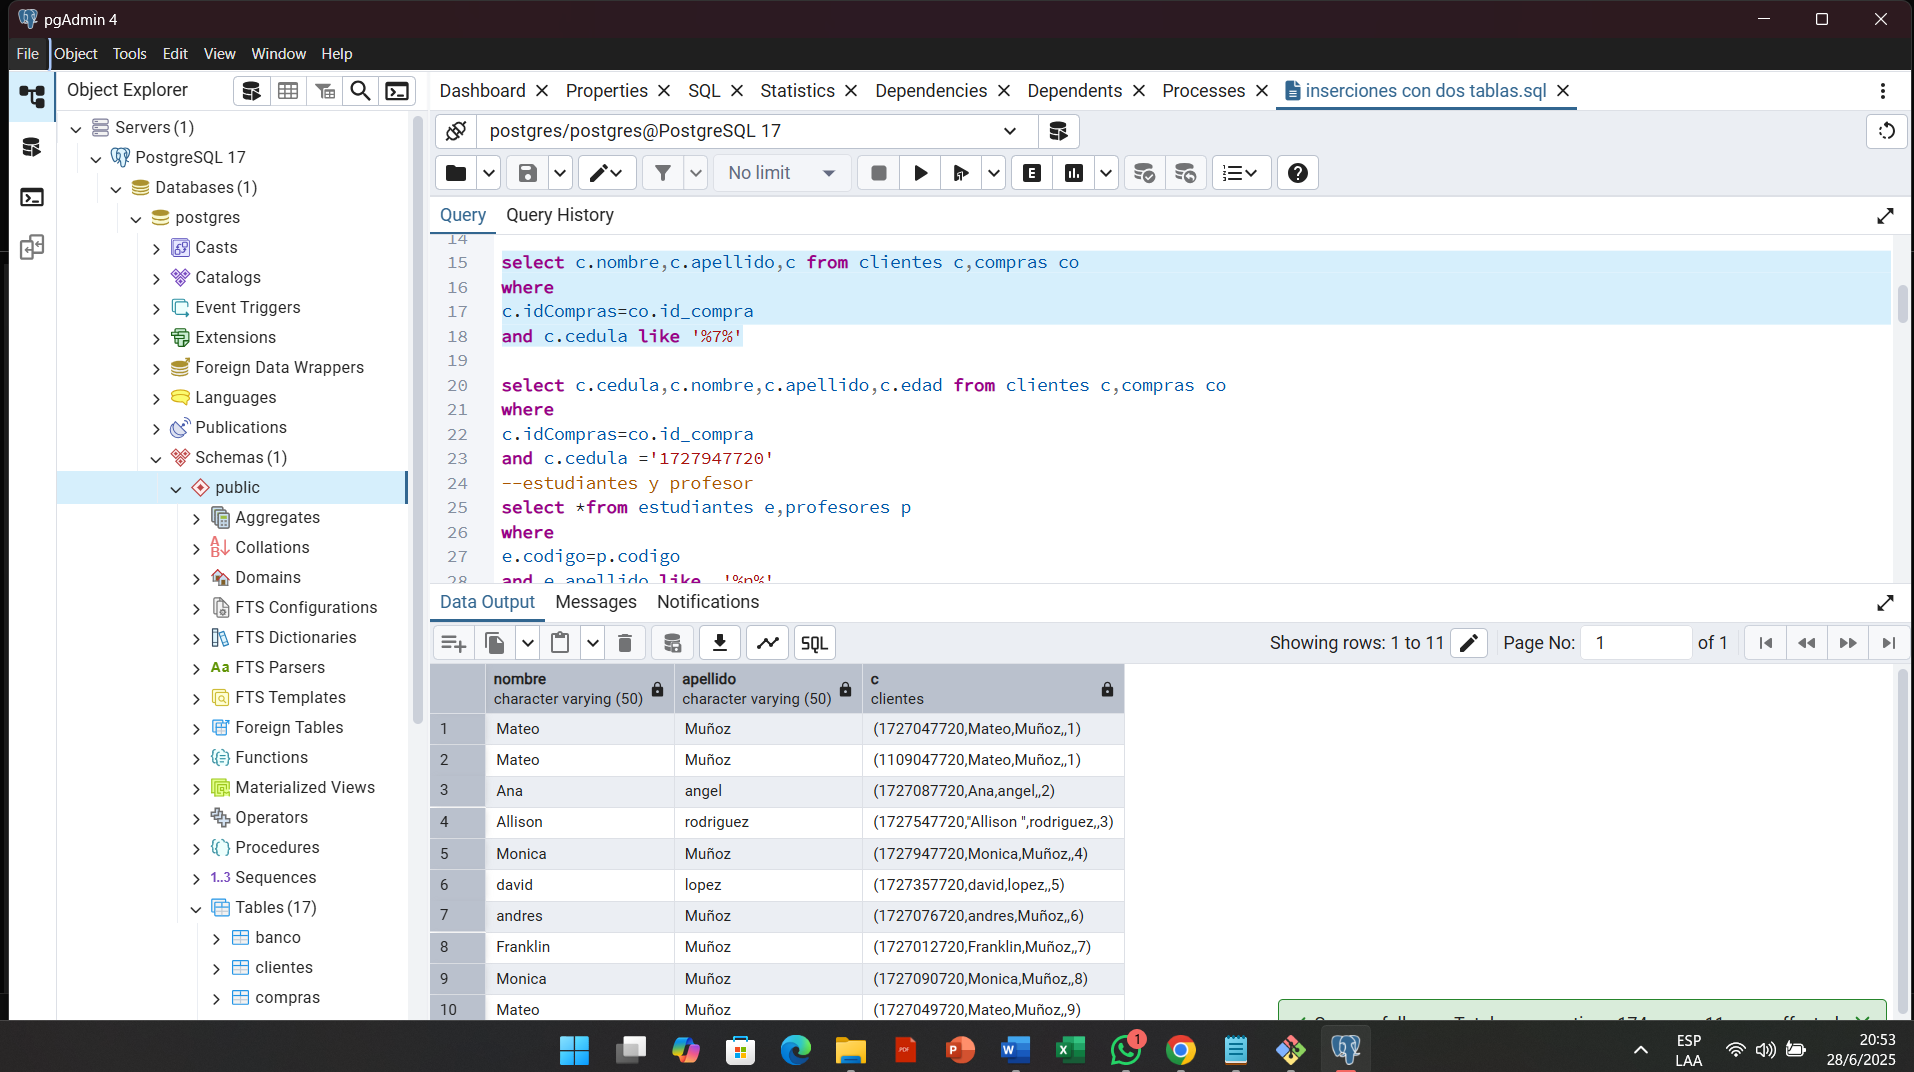 pgAdmin 4
File Object Tools Edit View Window Help
Object Explorer
Dashboard Properties SQL Statistics Dependencies Dependents Processes inserciones con dos tablas.sql
Servers (1)
PostgreSQL 17
Databases (1)
postgres
Casts
Catalogs
Event Triggers
Extensions
Foreign Data Wrappers
Languages
Publications
Schemas (1)
public
Aggregates
Collations
Domains
FTS Configurations
FTS Dictionaries
FTS Parsers
FTS Templates
Foreign Tables
Functions
Materialized Views
Operators
Procedures
1..3 Sequences
Tables (17)
banco
clientes
compras
postgres/postgres@PostgreSQL 17
No limit
Query Query History
14
15 select c.nombre,c.apellido,c from clientes c,compras co
16 where
17 c.idCompras=co.id_compra
18 and c.cedula like '%7%'
19
20 select c.cedula,c.nombre,c.apellido,c.edad from clientes c,compras co
21 where
22 c.idCompras=co.id_compra
23 and c.cedula ='1727947720'
24 --estudiantes y profesor
25 select *from estudiantes e,profesores p
26 where
27 e.codigo=p.codigo
28 and e.apellido like '%n%'
Data Output Messages Notifications
SQL
Showing rows: 1 to 11
Page No: 1 of 1
nombre character varying (50) apellido character varying (50) c clientes
1 Mateo Muñoz (1727047720,Mateo,Muñoz,,1)
2 Mateo Muñoz (1109047720,Mateo,Muñoz,,1)
3 Ana angel (1727087720,Ana,angel,,2)
4 Allison rodriguez (1727547720,"Allison ",rodriguez,,3)
5 Monica Muñoz (1727947720,Monica,Muñoz,,4)
6 david lopez (1727357720,david,lopez,,5)
7 andres Muñoz (1727076720,andres,Muñoz,,6)
8 Franklin Muñoz (1727012720,Franklin,Muñoz,,7)
9 Monica Muñoz (1727090720,Monica,Muñoz,,8)
10 Mateo Muñoz (1727049720,Mateo,Muñoz,,9)
ESP
LAA
20:53
28/6/2025